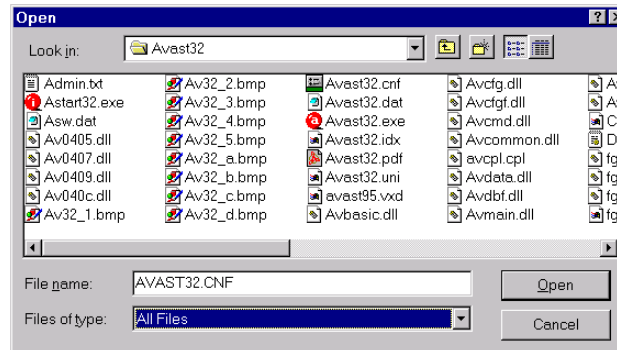 Open
Look in: Avast32
Admin.txt
Astart32.exe
Asw.dat
Av0405.dll
Av0407.dll
Av0409.dll
Av040c.dll
Av32_1.bmp
Av32_2.bmp
Av32_3.bmp
Av32_4.bmp
Av32_5.bmp
Av32_a.bmp
Av32_b.bmp
Av32_c.bmp
Av32_d.bmp
Avast32.cnf
Avast32.dat
Avast32.exe
Avast32.idx
Avast32.pdf
Avast32.uni
avast95.vxd
Avbasic.dll
Avcfg.dll
Avcfgf.dll
Avcmd.dll
Avcommon.dll
avcpl.cpl
Avdata.dll
Avdbf.dll
Avmain.dll
File name: AVAST32.CNF
Open
Files of type: All Files
Cancel